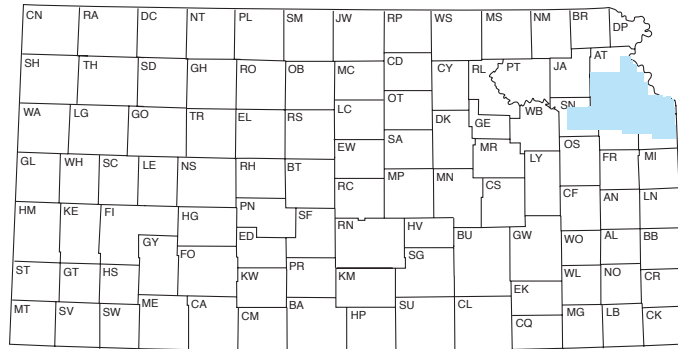 CN RA DC NT PL SM JW RP WS MS NM BR DP
SH TH SD GH RO OB MC CD CY RL PT JA AT
WA LG GO TR EL RS LC OT DK GE WB SN
GL WH SC LE NS RH BT EW SA MR LY OS FR MI
RC MP MN CS CF AN LN
HM KE FI HG PN SF RN HV BU GW
GY FO ED SG WO AL BB
ST GT HS KW PR KM EK WL NO CR
MT SV SW ME CA CM BA HP SU CL CQ MG LB CK